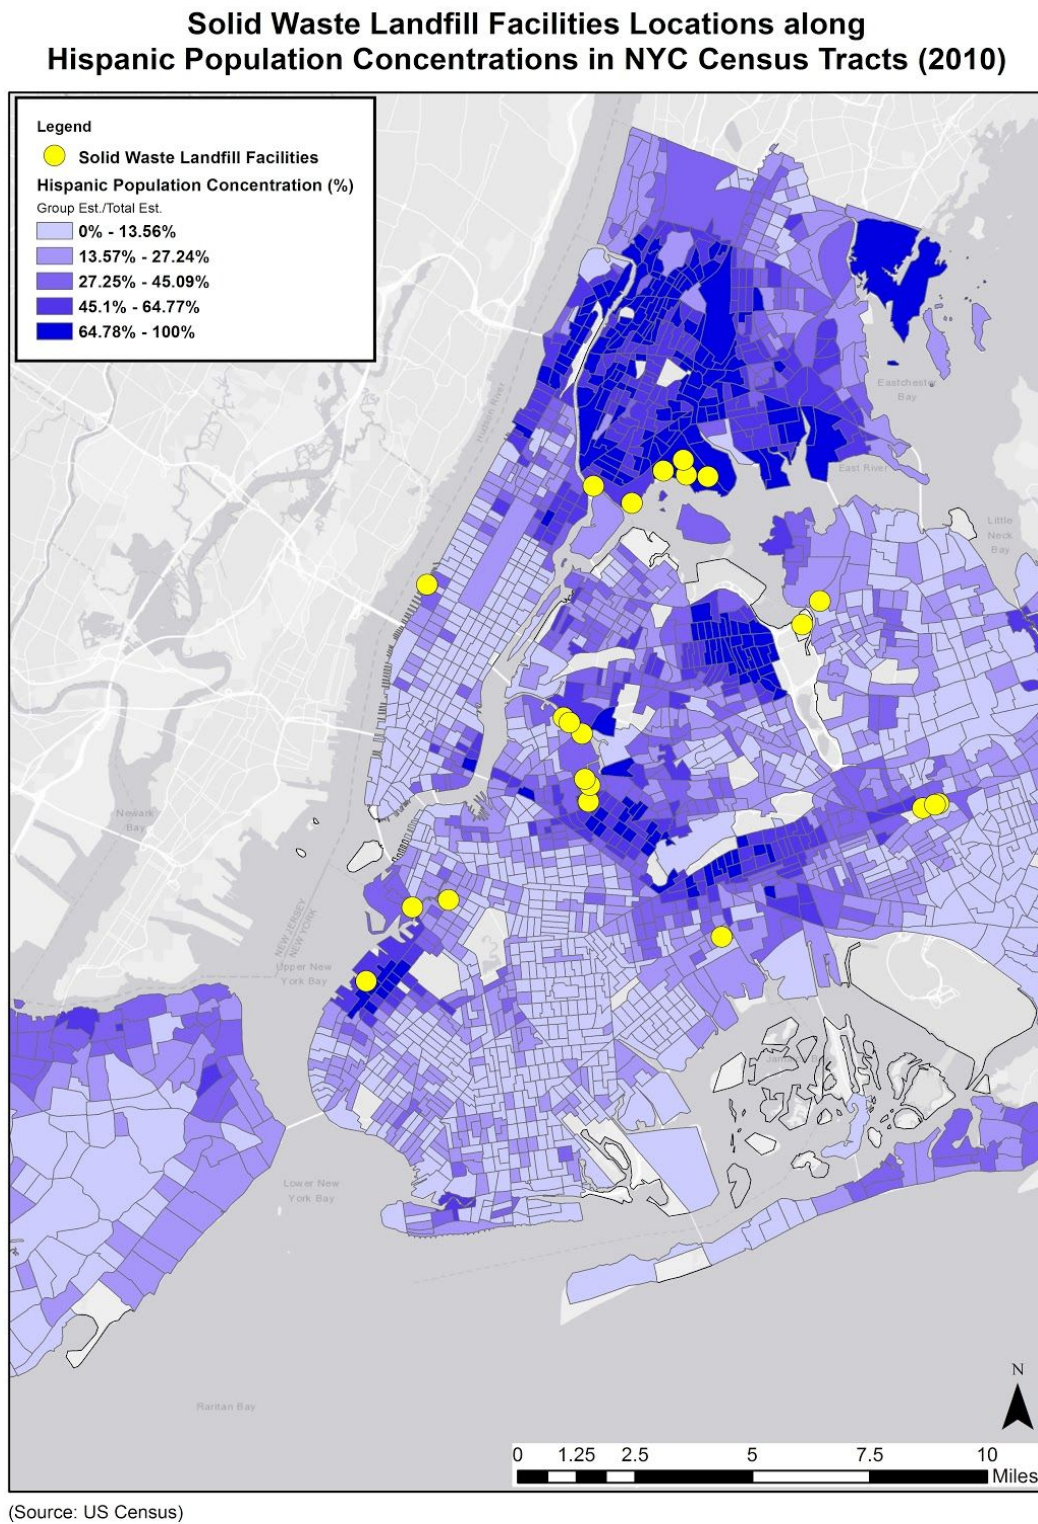 Solid Waste Landfill Facilities Locations along
Hispanic Population Concentrations in NYC Census Tracts (2010)
Legend
Solid Waste Landfill Facilities
Hispanic Population Concentration (%)
Group Est./Total Est.
0% - 13.56%
13.57% - 27.24%
27.25% - 45.09%
45.1% - 64.77%
64.78% - 100%
Hudson River
Eastchester
Bay
East River
Little
Neck
Bay
Newark
Bay
NEW JERSEY
NEW YORK
Upper New
York Bay
Lower New
York Bay
Raritan Bay
N
0 1.25 2.5 5 7.5 10
Miles
(Source: US Census)